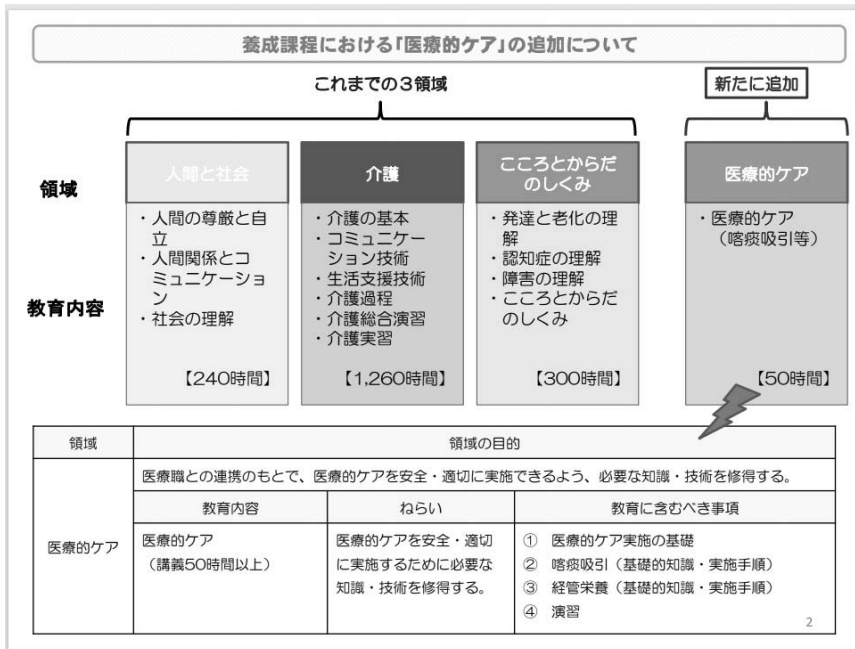 養成課程における「医療的ケア」の追加について
これまでの３領域
新たに追加
領域
人間と社会
介護
こころとからだ
のしくみ
医療的ケア
教育内容
・人間の尊厳と自
立
・人間関係とコ
ミュニケーショ
ン
・社会の理解
【240時間】
・介護の基本
・コミュニケー
ション技術
・生活支援技術
・介護過程
・介護総合演習
・介護実習
【1,260時間】
・発達と老化の理
解
・認知症の理解
・障害の理解
・こころとからだ
のしくみ
【300時間】
・医療的ケア
（喀痰吸引等）
【50時間】
領域
領域の目的
医療的ケア
医療職との連携のもとで、医療的ケアを安全・適切に実施できるよう、必要な知識・技術を修得する。
教育内容
ねらい
教育に含むべき事項
医療的ケア
（講義50時間以上）
医療的ケアを安全・適切
に実施するために必要な
知識・技術を修得する。
① 医療的ケア実施の基礎
② 喀痰吸引（基礎的知識・実施手順）
③ 経管栄養（基礎的知識・実施手順）
④ 演習
2